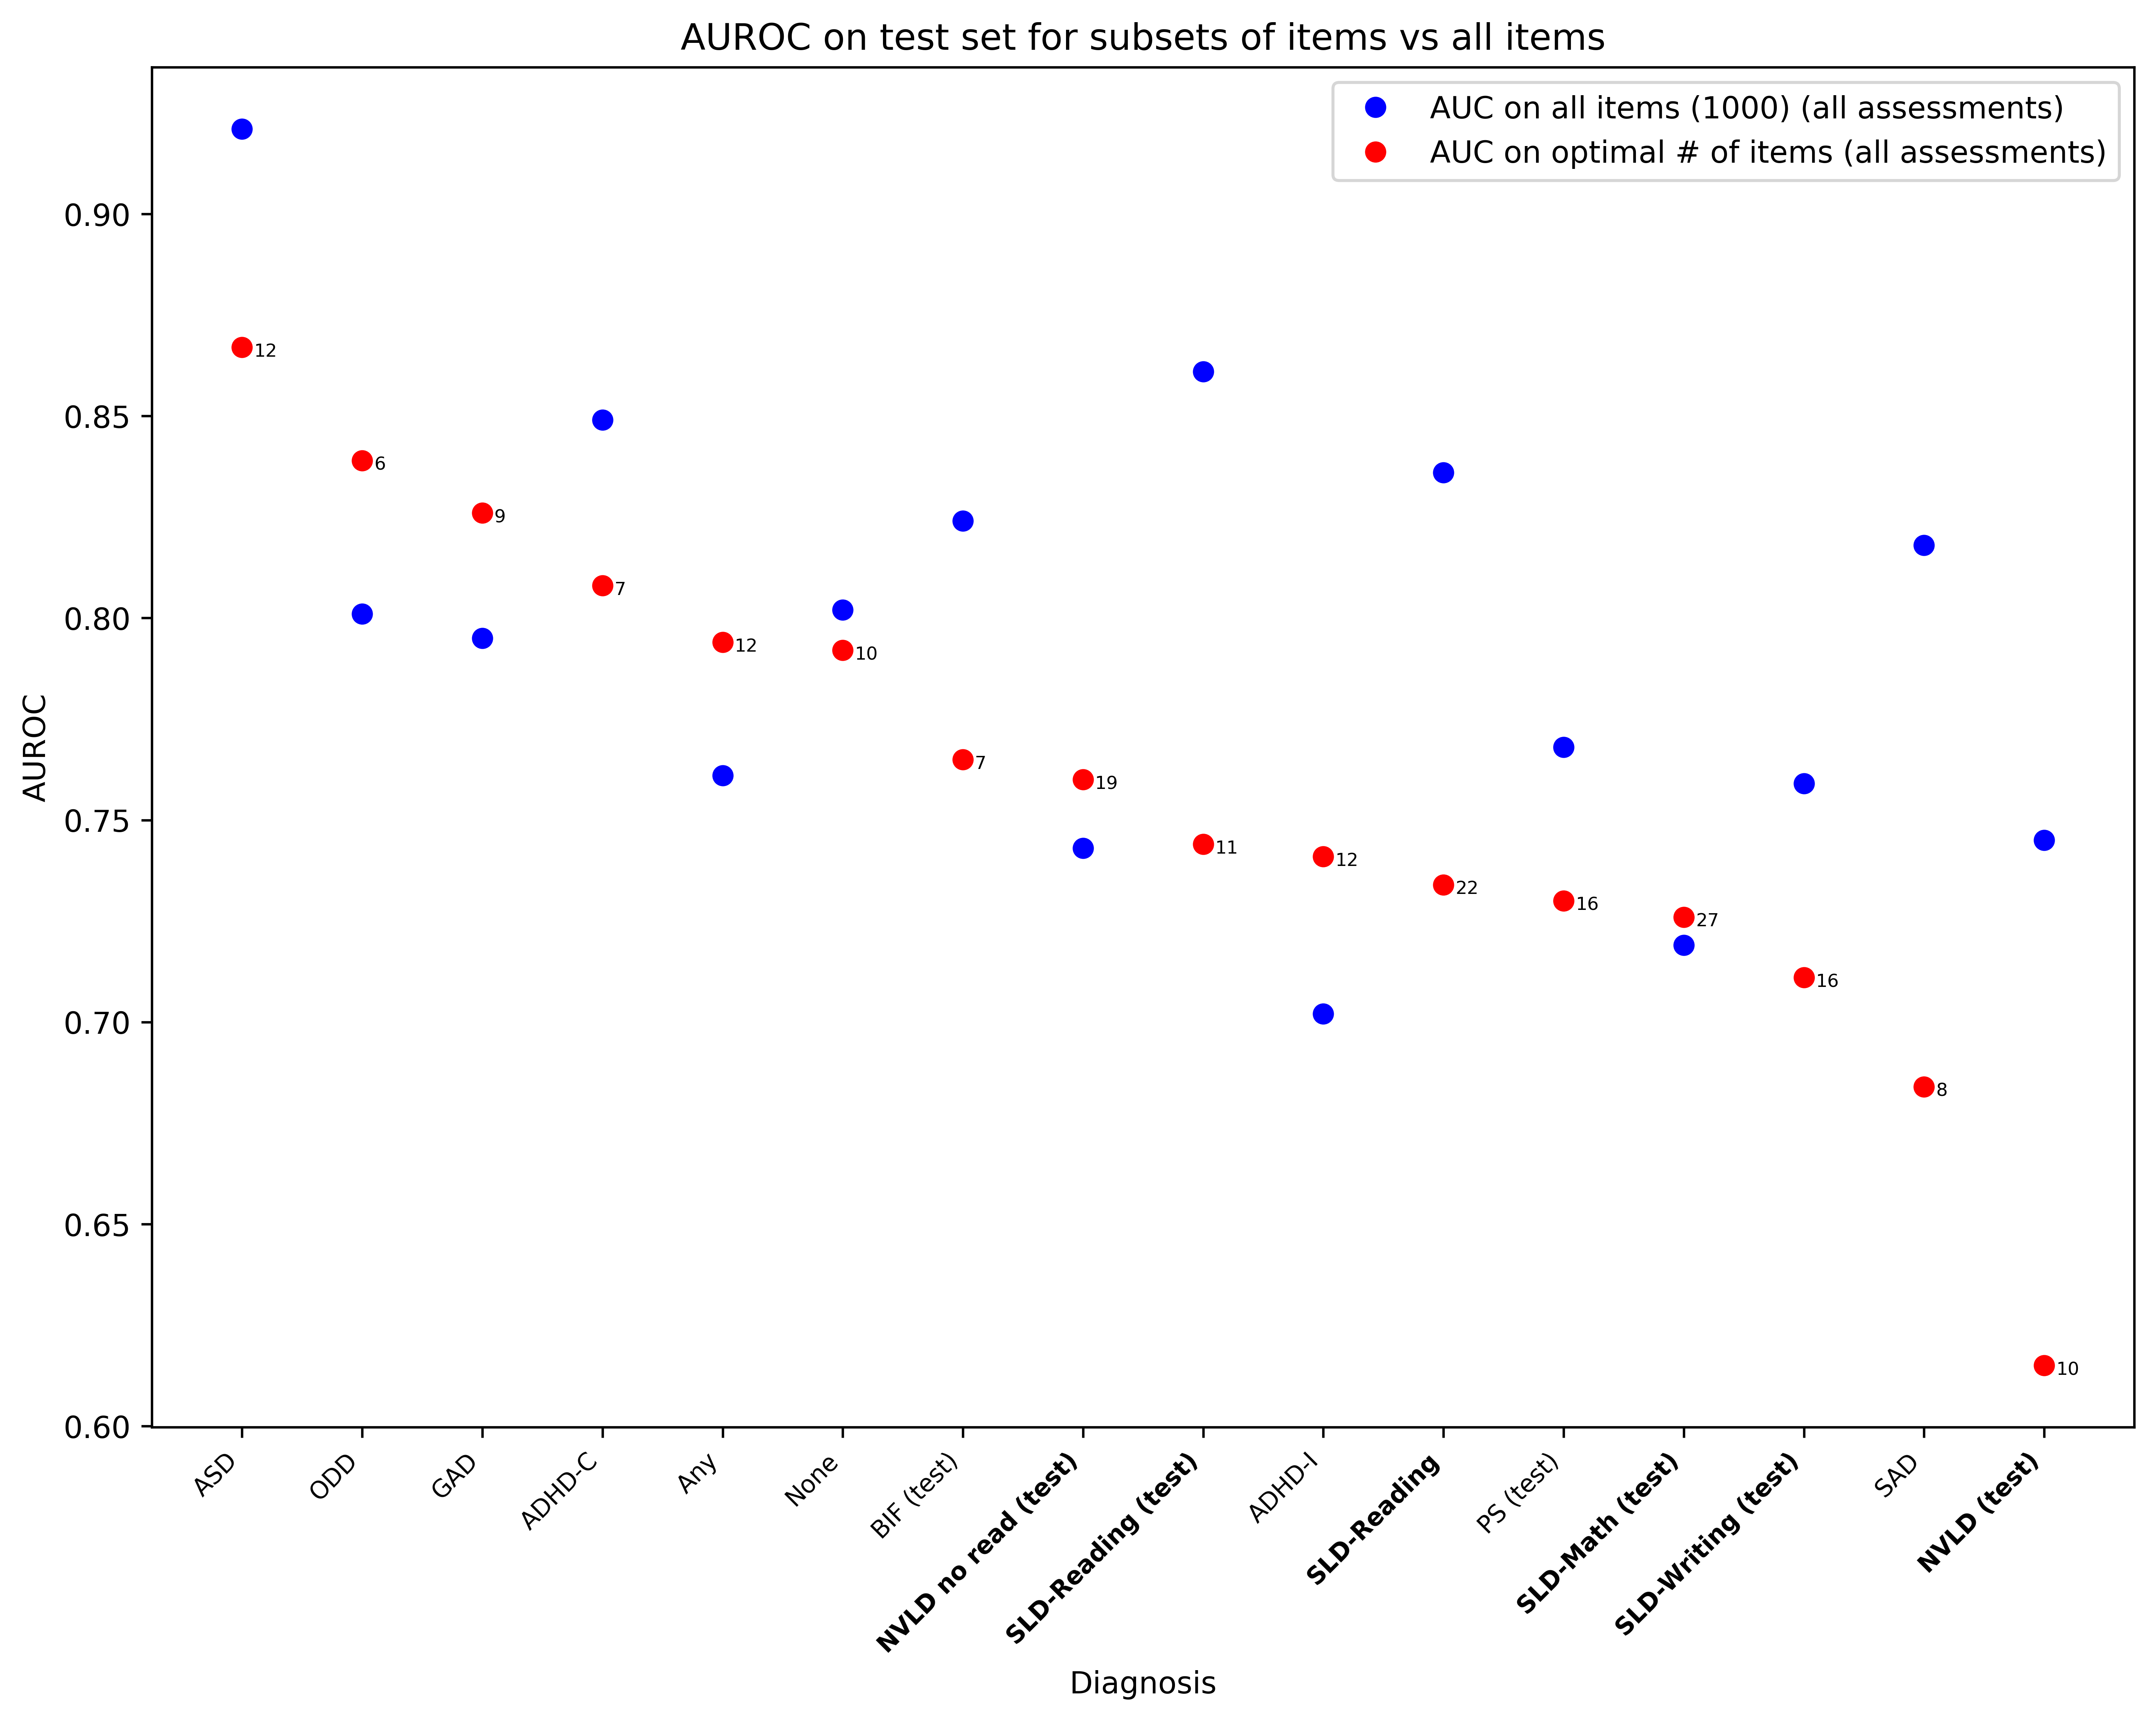 AUROC on test set for subsets of items vs all items
AUC on all items (1000) (all assessments)
AUC on optimal # of items (all assessments)
AUROC
0.90
0.85
0.80
0.75
0.70
0.65
0.60
12
6
9
7
12
10
7
19
11
12
22
16
27
16
8
10
ASD
ODD
GAD
ADHD-C
Any
None
BIF (test)
NVLD no read (test)
SLD-Reading (test)
ADHD-I
SLD-Reading
PS (test)
SLD-Math (test)
SLD-Writing (test)
SAD
NVLD (test)
Diagnosis